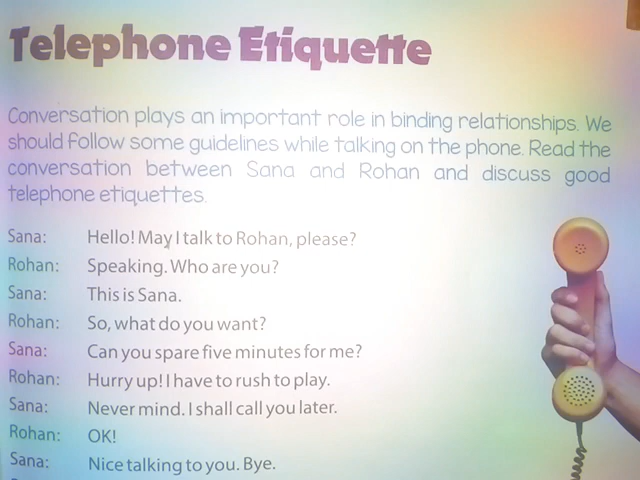 Telephone Etiquette
Conversation plays an important role in binding relationships. We
should follow some guidelines while talking on the phone. Read the
conversation between Sana and Rohan and discuss good
telephone etiquettes.
Sana: Hello! May I talk to Rohan, please?
Rohan: Speaking. Who are you?
Sana: This is Sana.
Rohan: So, what do you want?
Sana: Can you spare five minutes for me?
Rohan: Hurry up! I have to rush to play.
Sana: Never mind. I shall call you later.
Rohan: OK!
Sana: Nice talking to you. Bye.